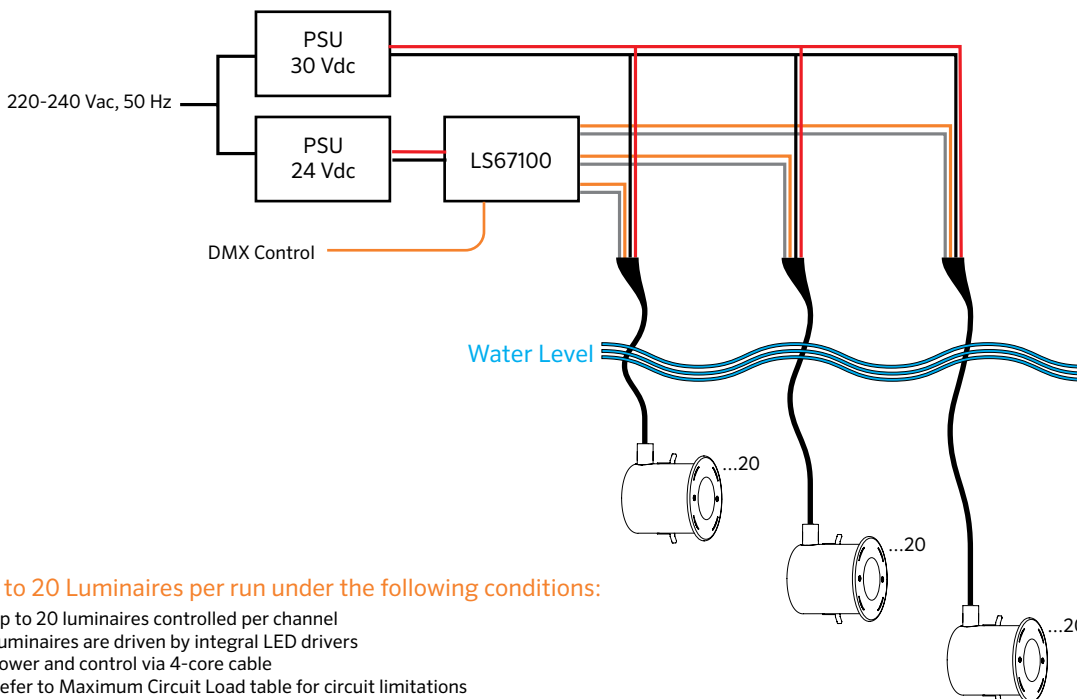 PSU
30 Vdc
220-240 Vac, 50 Hz
PSU
24 Vdc
LS67100
DMX Control
Water Level
...20
...20
...20
to 20 Luminaires per run under the following conditions:
p to 20 luminaires controlled per channel
uminaires are driven by integral LED drivers
ower and control via 4-core cable
efer to Maximum Circuit Load table for circuit limitations